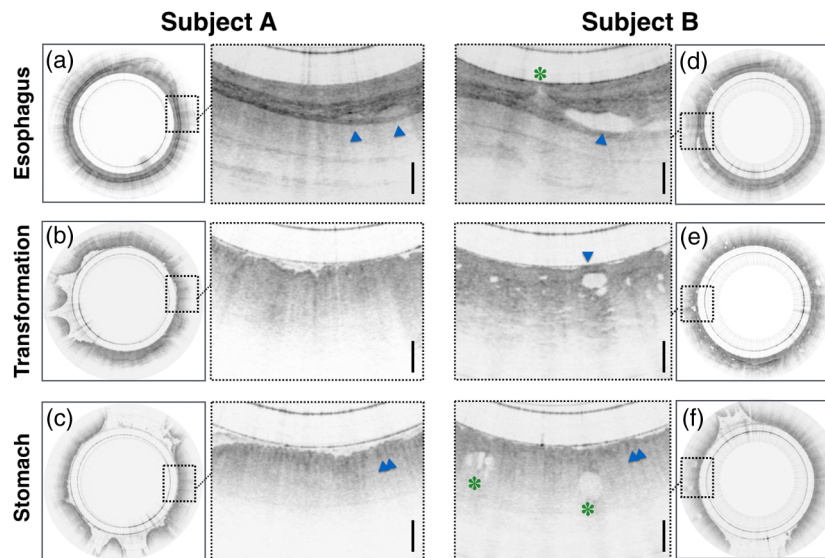 Subject A
Subject B
Esophagus
(a)
(d)
Transformation
(b)
(e)
Stomach
(c)
(f)